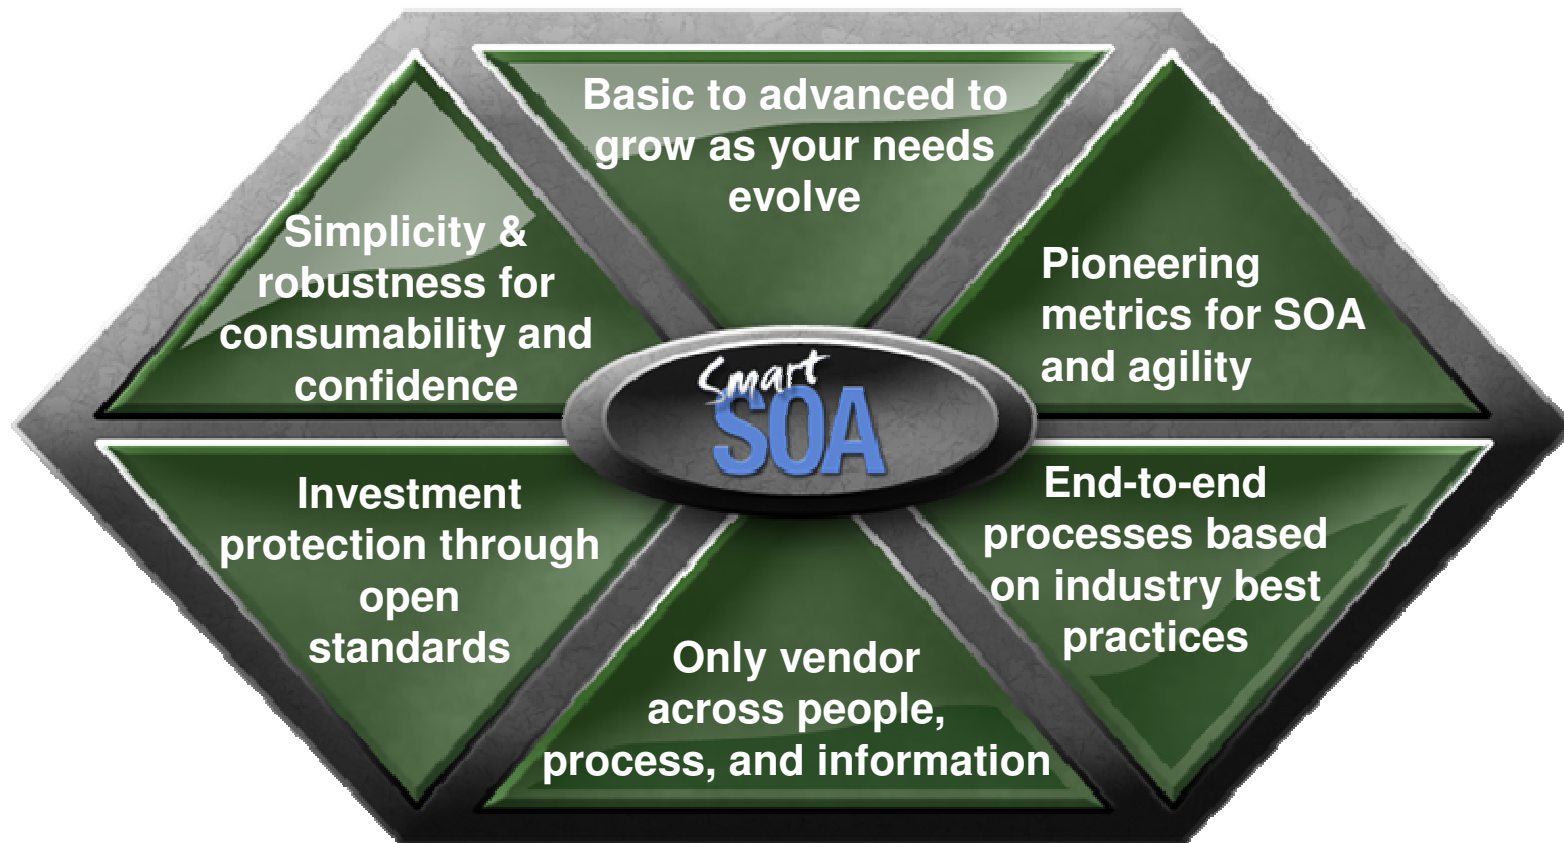 Basic to advanced to
grow as your needs
evolve
Simplicity &
robustness for
consumability and
confidence
Pioneering
metrics for SOA
and agility
Smart
SOA
Investment
protection through
open
standards
End-to-end
processes based
on industry best
practices
Only vendor
across people,
process, and information